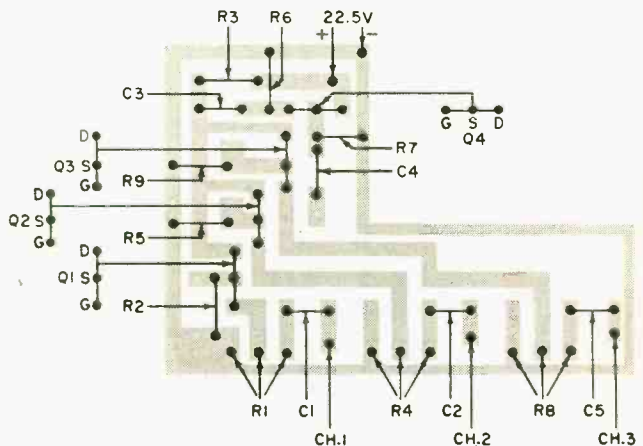 R3 R6 22.5V
+ −
C3
G S D
Q4
D
Q3 S
G
R7
R9
C4
D
Q2 S
G
R5
D
Q1 S
G
R2
R1 C1 R4 C2 R8 C5
CH.1 CH.2 CH.3